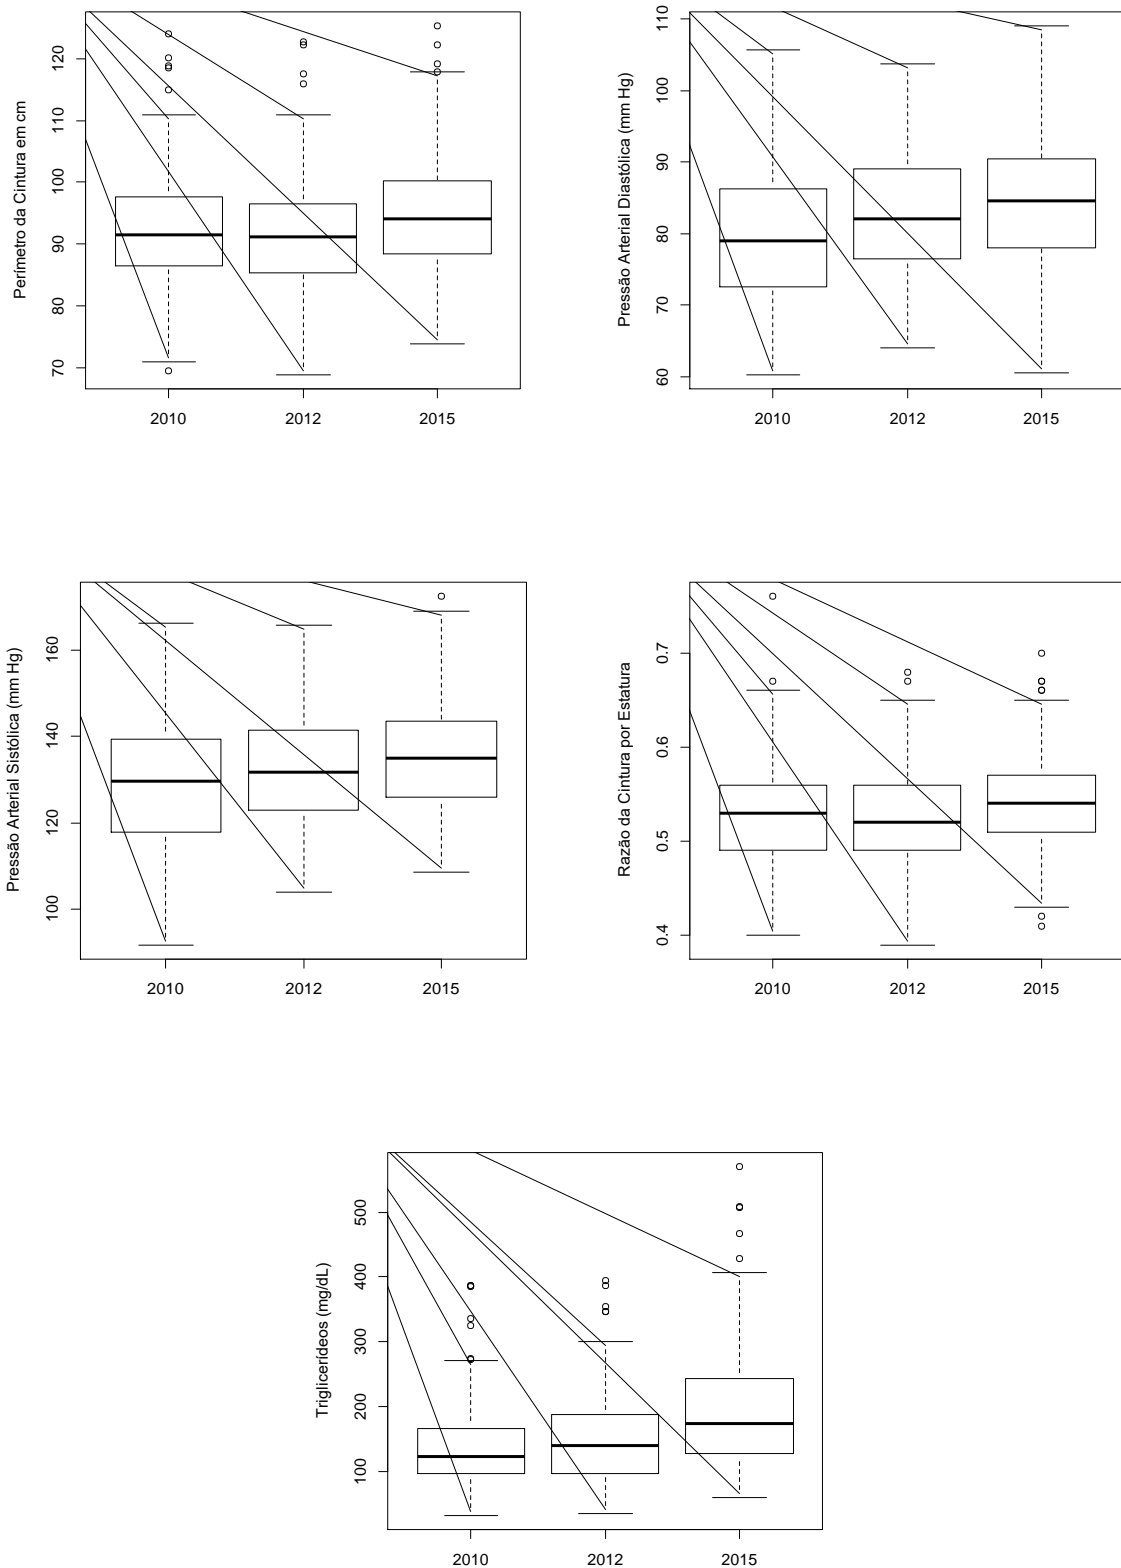 Perímetro da Cintura em cm
120
110
100
90
80
70
2010 2012 2015
Pressão Arterial Diastólica (mm Hg)
110
100
90
80
70
60
2010 2012 2015
Pressão Arterial Sistólica (mm Hg)
160
140
120
100
2010 2012 2015
Razão da Cintura por Estatura
0.7
0.6
0.5
0.4
2010 2012 2015
Triglicerídeos (mg/dL)
500
400
300
200
100
2010 2012 2015